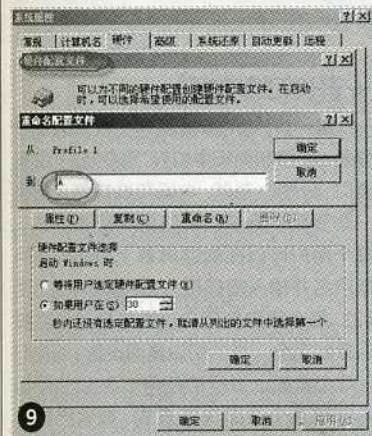 系统属性
常规 计算机名 硬件 高级 系统还原 自动更新 远程
硬件配置文件
可以为不同的硬件配置创建硬件配置文件。在启动
时，可以选择希望使用的配置文件。
重命名配置文件
从: Profile 1
确定
到 A
取消
属性(P) 复制(C) 重命名(R) 删除(D)
硬件配置文件选择
启动 Windows 时
等待用户选定硬件配置文件(W)
如果用户在(S) 30
秒内还没有选定配置文件，就请从列出的文件中选择第一个
确定 取消
9
确定 取消 应用(A)